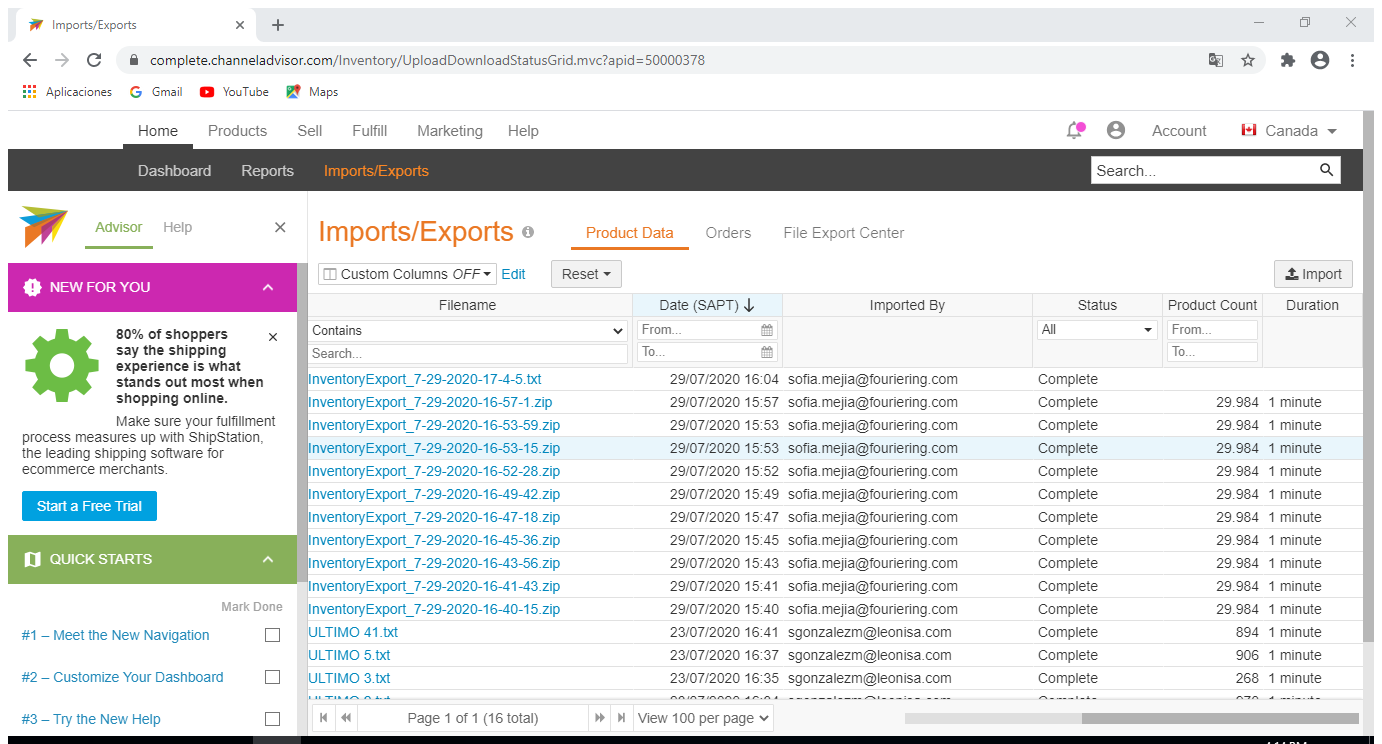 Imports/Exports
complete.channeladvisor.com/Inventory/UploadDownloadStatusGrid.mvc?apid=50000378
Aplicaciones Gmail YouTube Maps
Home Products Sell Fulfill Marketing Help Account Canada
Dashboard Reports Imports/Exports Search...
Advisor Help
NEW FOR YOU
80% of shoppers
say the shipping
experience is what
stands out most when
shopping online.
Make sure your fulfillment
process measures up with ShipStation,
the leading shipping software for
ecommerce merchants.
Start a Free Trial
QUICK STARTS
Mark Done
#1 – Meet the New Navigation
#2 – Customize Your Dashboard
#3 – Try the New Help
Imports/Exports Product Data Orders File Export Center
Custom Columns OFF Edit Reset Import
Filename Date (SAPT) Imported By Status Product Count Duration
Contains From... All From...
Search... To... To...
InventoryExport_7-29-2020-17-4-5.txt 29/07/2020 16:04 sofia.mejia@fouriering.com Complete
InventoryExport_7-29-2020-16-57-1.zip 29/07/2020 15:57 sofia.mejia@fouriering.com Complete 29.984 1 minute
InventoryExport_7-29-2020-16-53-59.zip 29/07/2020 15:53 sofia.mejia@fouriering.com Complete 29.984 1 minute
InventoryExport_7-29-2020-16-53-15.zip 29/07/2020 15:53 sofia.mejia@fouriering.com Complete 29.984 1 minute
InventoryExport_7-29-2020-16-52-28.zip 29/07/2020 15:52 sofia.mejia@fouriering.com Complete 29.984 1 minute
InventoryExport_7-29-2020-16-49-42.zip 29/07/2020 15:49 sofia.mejia@fouriering.com Complete 29.984 1 minute
InventoryExport_7-29-2020-16-47-18.zip 29/07/2020 15:47 sofia.mejia@fouriering.com Complete 29.984 1 minute
InventoryExport_7-29-2020-16-45-36.zip 29/07/2020 15:45 sofia.mejia@fouriering.com Complete 29.984 1 minute
InventoryExport_7-29-2020-16-43-56.zip 29/07/2020 15:43 sofia.mejia@fouriering.com Complete 29.984 1 minute
InventoryExport_7-29-2020-16-41-43.zip 29/07/2020 15:41 sofia.mejia@fouriering.com Complete 29.984 1 minute
InventoryExport_7-29-2020-16-40-15.zip 29/07/2020 15:40 sofia.mejia@fouriering.com Complete 29.984 1 minute
ULTIMO 41.txt 23/07/2020 16:41 sgonzalezm@leonisa.com Complete 894 1 minute
ULTIMO 5.txt 23/07/2020 16:37 sgonzalezm@leonisa.com Complete 906 1 minute
ULTIMO 3.txt 23/07/2020 16:35 sgonzalezm@leonisa.com Complete 268 1 minute
Page 1 of 1 (16 total) View 100 per page